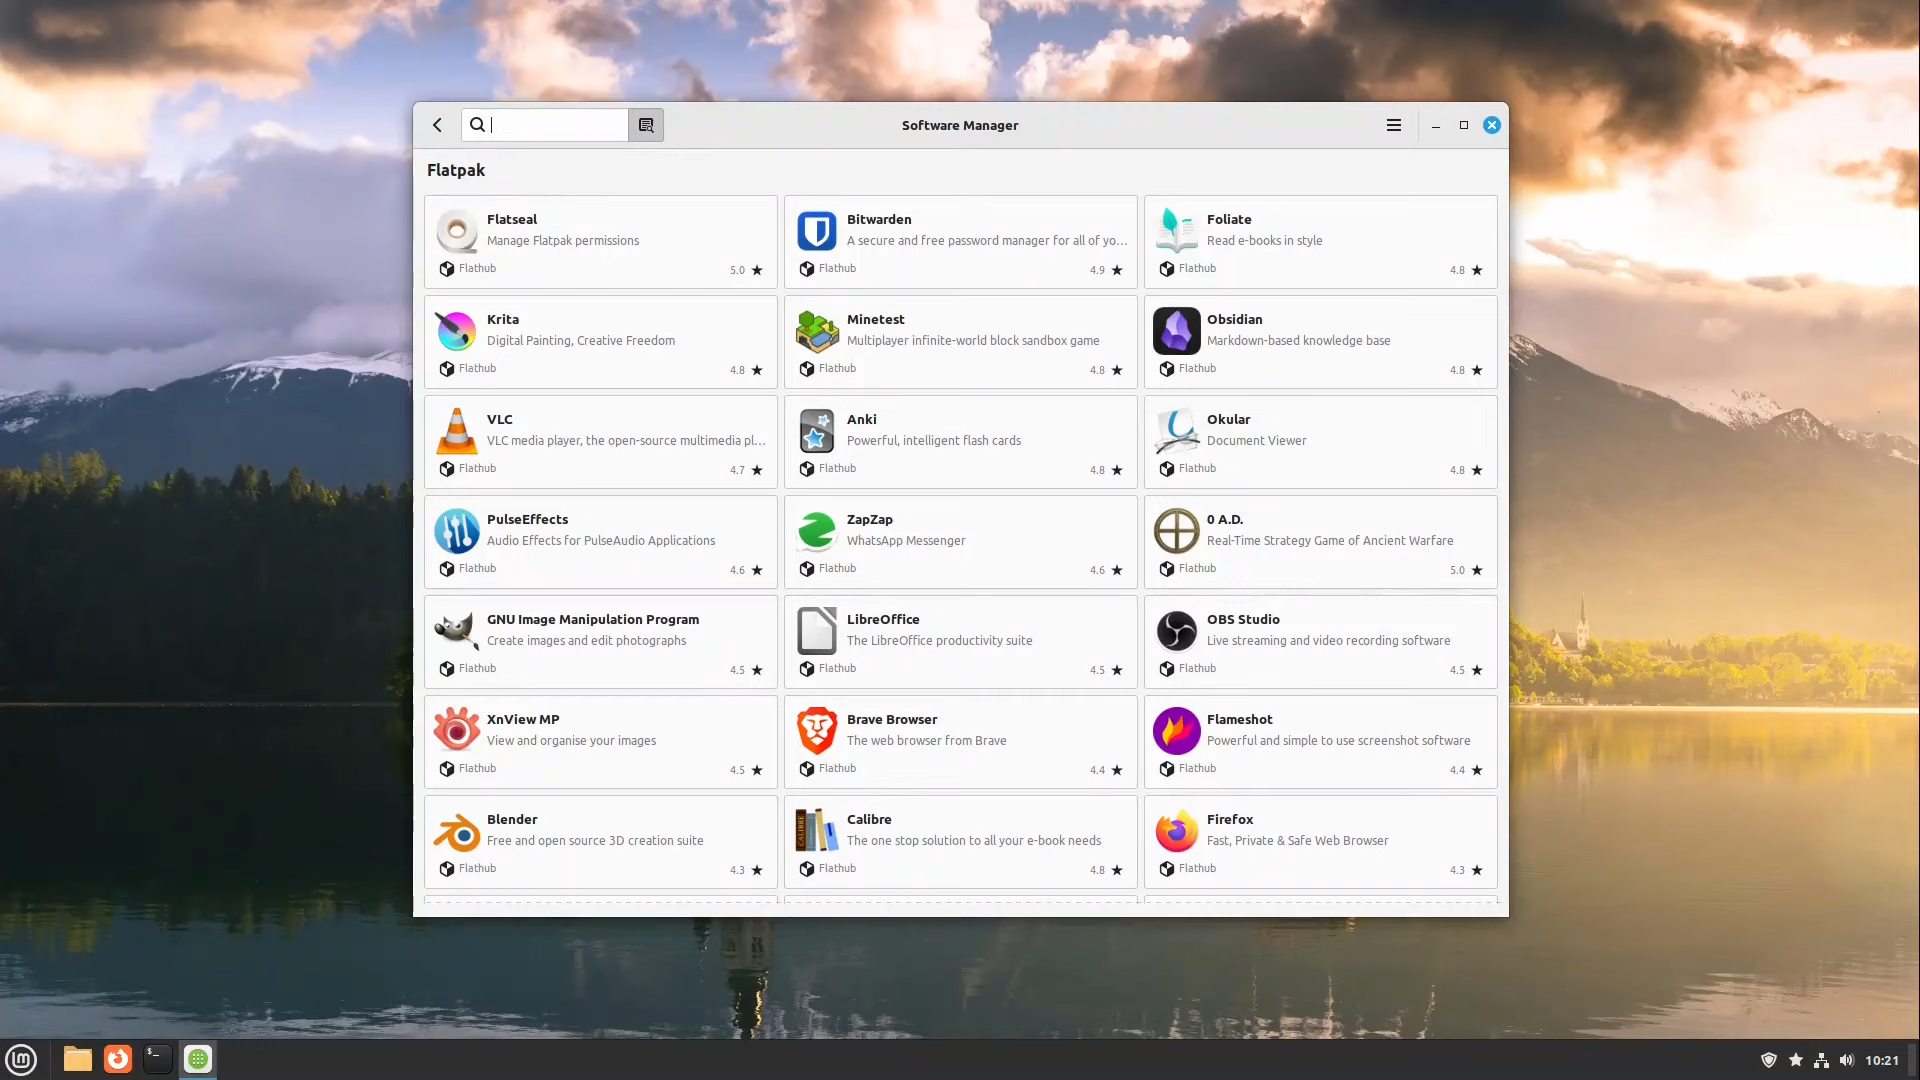 Software Manager
Flatpak
Flatseal
Manage Flatpak permissions
Flathub
5.0 ★
Bitwarden
A secure and free password manager for all of yo...
Flathub
4.9 ★
Foliate
Read e-books in style
Flathub
4.8 ★
Krita
Digital Painting, Creative Freedom
Flathub
4.8 ★
Minetest
Multiplayer infinite-world block sandbox game
Flathub
4.8 ★
Obsidian
Markdown-based knowledge base
Flathub
4.8 ★
VLC
VLC media player, the open-source multimedia pl...
Flathub
4.7 ★
Anki
Powerful, intelligent flash cards
Flathub
4.8 ★
Okular
Document Viewer
Flathub
4.8 ★
PulseEffects
Audio Effects for PulseAudio Applications
Flathub
4.6 ★
ZapZap
WhatsApp Messenger
Flathub
4.6 ★
0 A.D.
Real-Time Strategy Game of Ancient Warfare
Flathub
5.0 ★
GNU Image Manipulation Program
Create images and edit photographs
Flathub
4.5 ★
LibreOffice
The LibreOffice productivity suite
Flathub
4.5 ★
OBS Studio
Live streaming and video recording software
Flathub
4.5 ★
XnView MP
View and organise your images
Flathub
4.5 ★
Brave Browser
The web browser from Brave
Flathub
4.4 ★
Flameshot
Powerful and simple to use screenshot software
Flathub
4.4 ★
Blender
Free and open source 3D creation suite
Flathub
4.3 ★
CALIBRE
Calibre
The one stop solution to all your e-book needs
Flathub
4.8 ★
Firefox
Fast, Private & Safe Web Browser
Flathub
4.3 ★
10:21